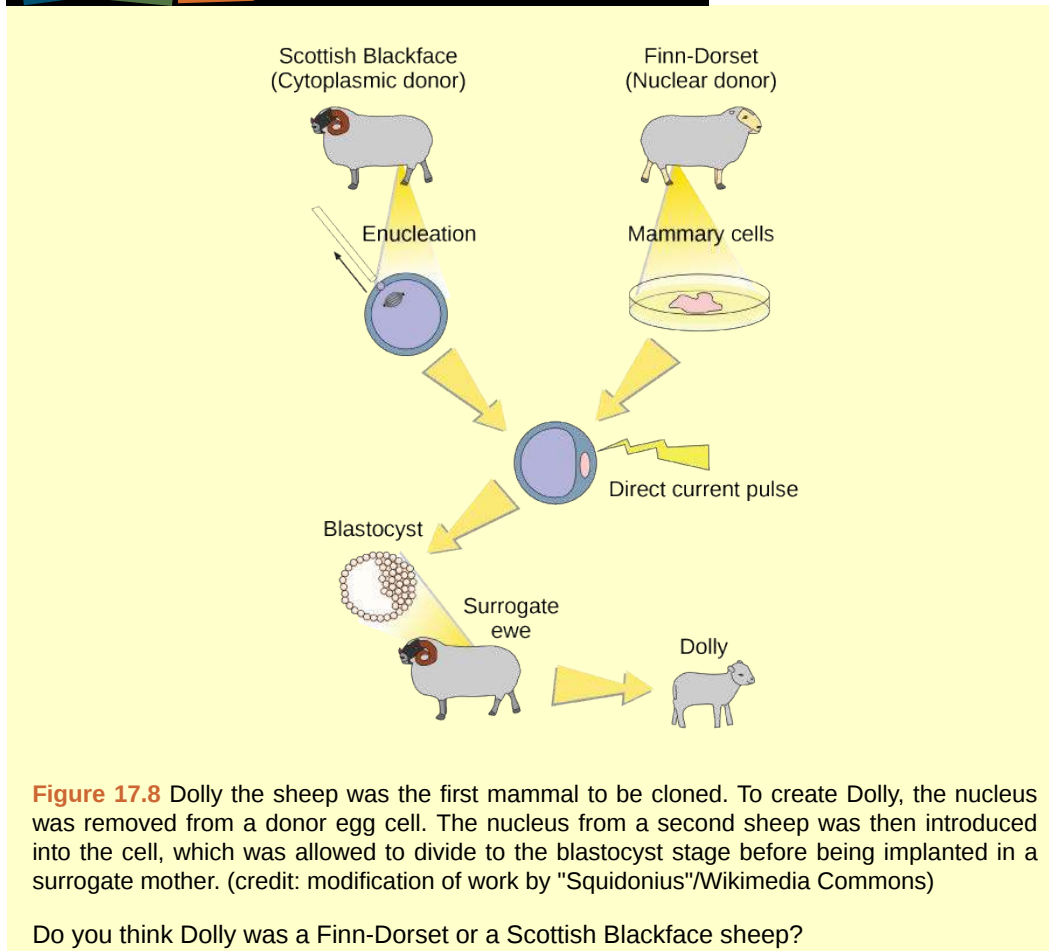 Scottish Blackface
(Cytoplasmic donor)
Finn-Dorset
(Nuclear donor)
Enucleation
Mammary cells
Direct current pulse
Blastocyst
Surrogate
ewe
Dolly
Figure 17.8 Dolly the sheep was the first mammal to be cloned. To create Dolly, the nucleus
was removed from a donor egg cell. The nucleus from a second sheep was then introduced
into the cell, which was allowed to divide to the blastocyst stage before being implanted in a
surrogate mother. (credit: modification of work by "Squidonius"/Wikimedia Commons)
Do you think Dolly was a Finn-Dorset or a Scottish Blackface sheep?